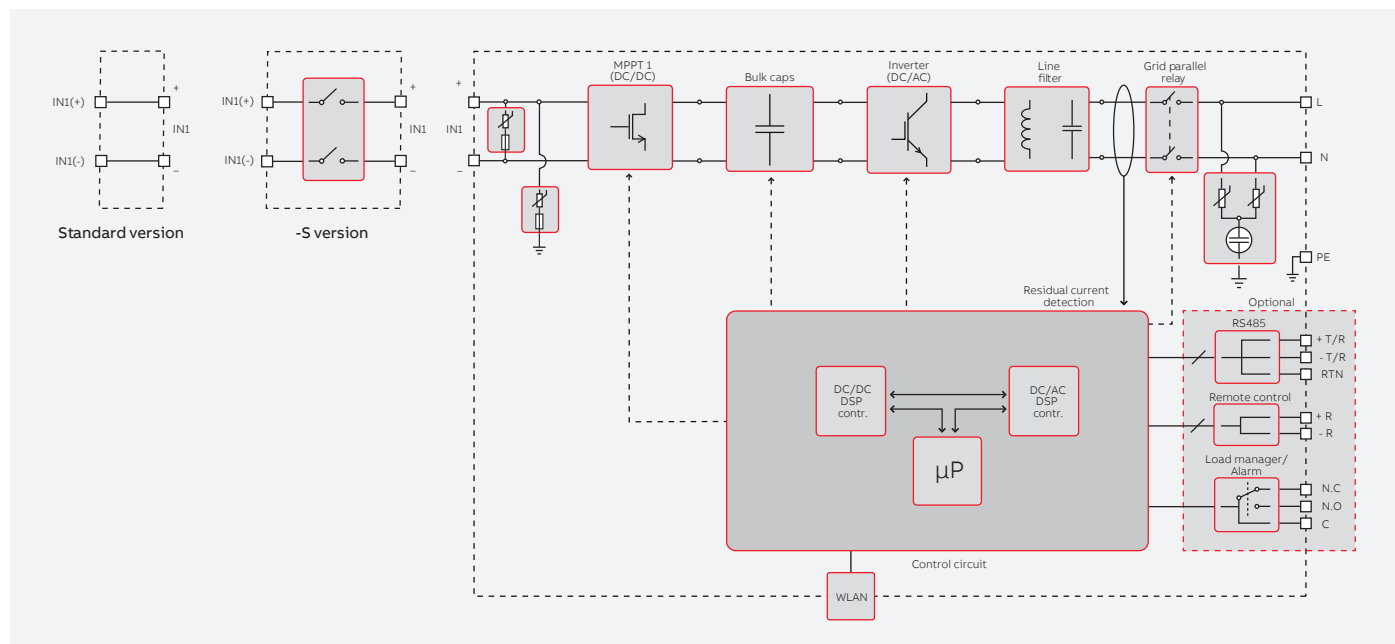 IN1(+)
+
IN1
IN1(-)
−
Standard version
IN1(+)
+
IN1
IN1(-)
−
-S version
+
IN1
−
MPPT 1
(DC/DC)
Bulk caps
Inverter
(DC/AC)
Line
filter
Grid parallel
relay
L
N
PE
Residual current
detection
Optional
RS485
+ T/R
- T/R
RTN
Remote control
+ R
- R
Load manager/
Alarm
N.C
N.O
C
DC/DC
DSP
contr.
DC/AC
DSP
contr.
μP
Control circuit
WLAN